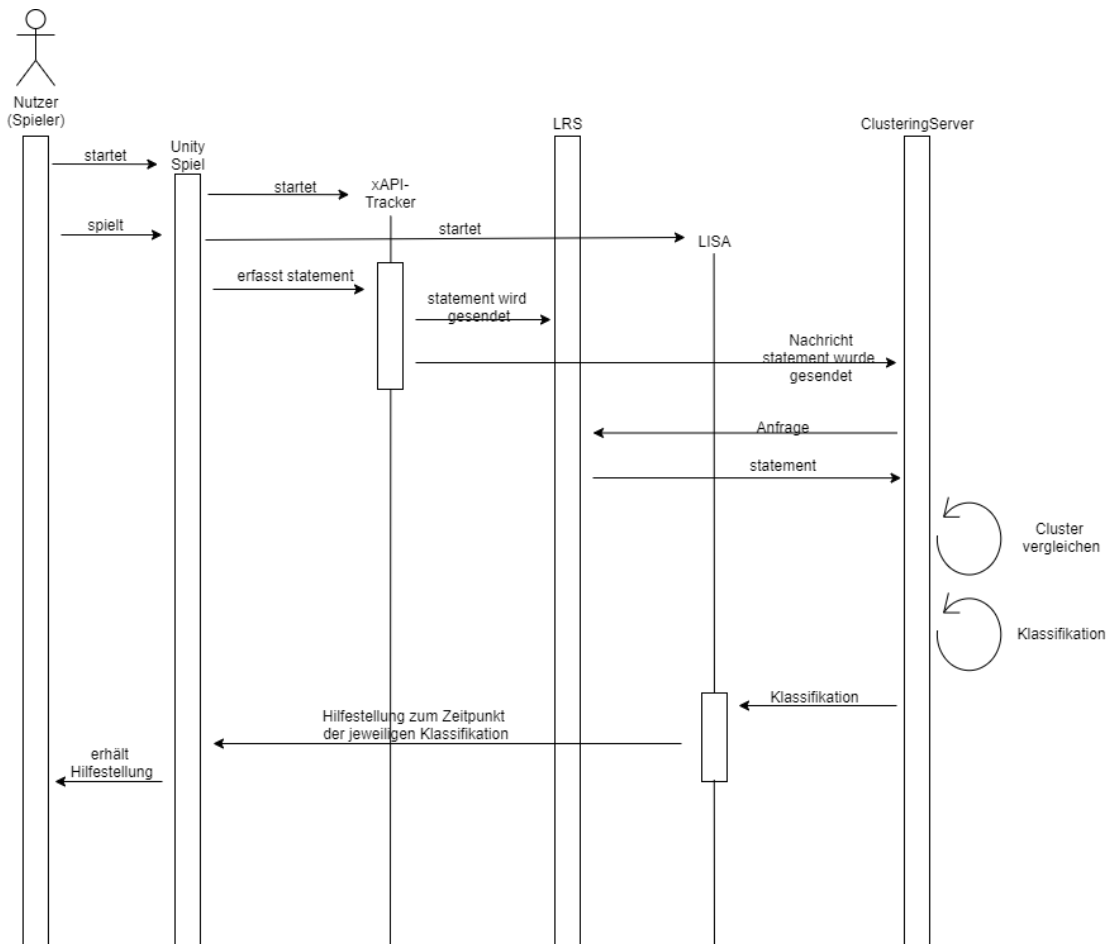 Nutzer
(Spieler)
LRS
ClusteringServer
Unity
Spiel
startet
xAPI-
Tracker
startet
spielt
startet
LISA
erfasst statement
statement wird
gesendet
Nachricht
statement wurde
gesendet
Anfrage
statement
Cluster
vergleichen
Klassifikation
Klassifikation
Hilfestellung zum Zeitpunkt
der jeweiligen Klassifikation
erhält
Hilfestellung